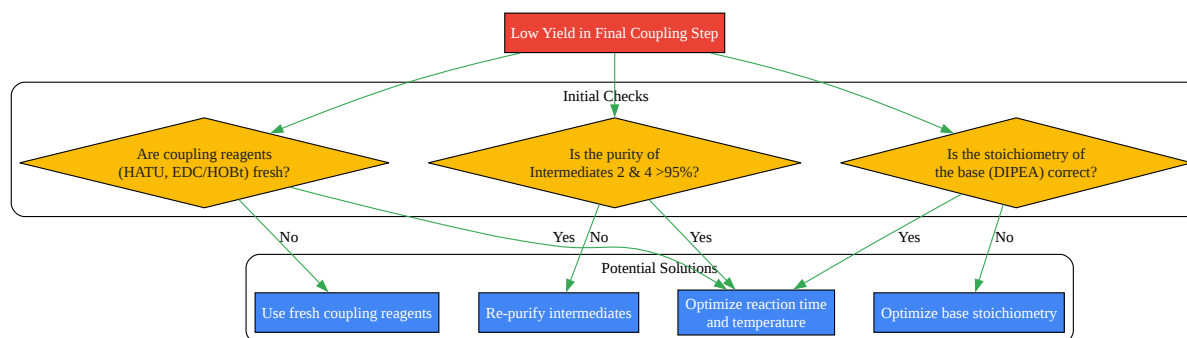 Low Yield in Final Coupling Step
Initial Checks
Are coupling reagents
(HATU, EDC/HOBt) fresh?
Is the purity of
Intermediates 2 & 4 >95%?
Is the stoichiometry of
the base (DIPEA) correct?
No
Yes
No
Yes
Yes
No
Potential Solutions
Use fresh coupling reagents
Re-purify intermediates
Optimize reaction time
and temperature
Optimize base stoichiometry